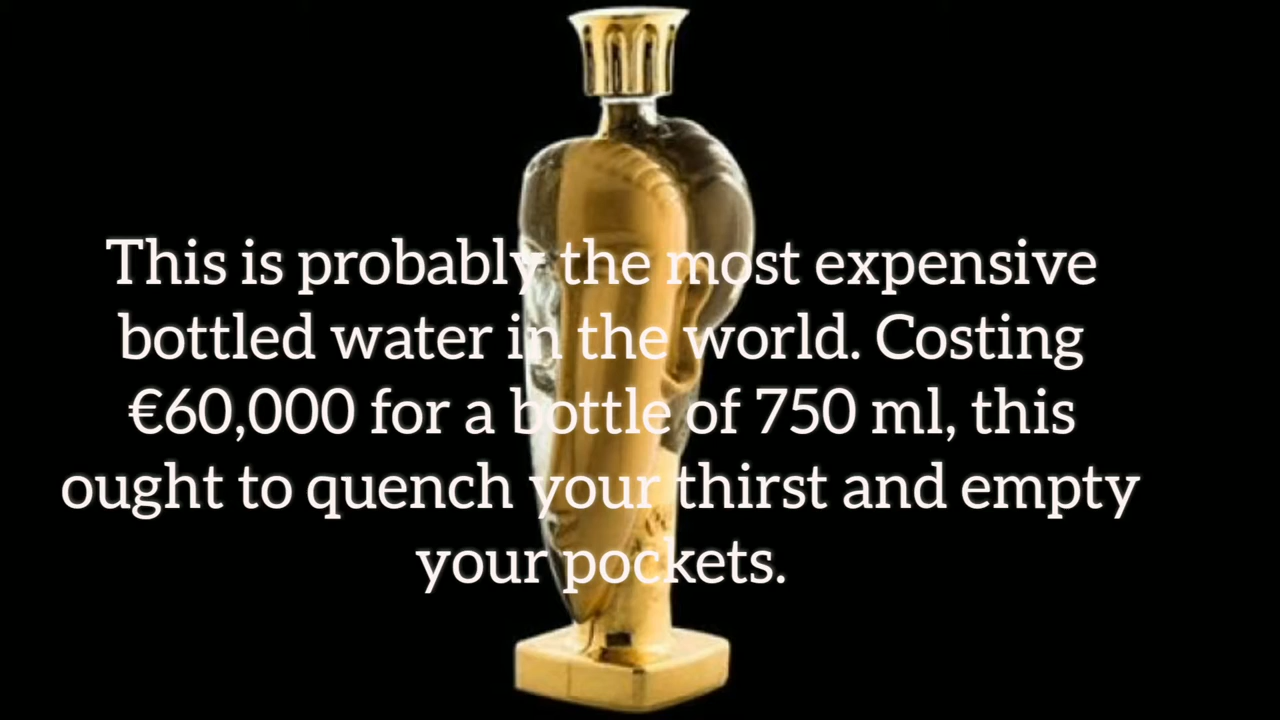 This is probably the most expensive
bottled water in the world. Costing
€60,000 for a bottle of 750 ml, this
ought to quench your thirst and empty
your pockets.